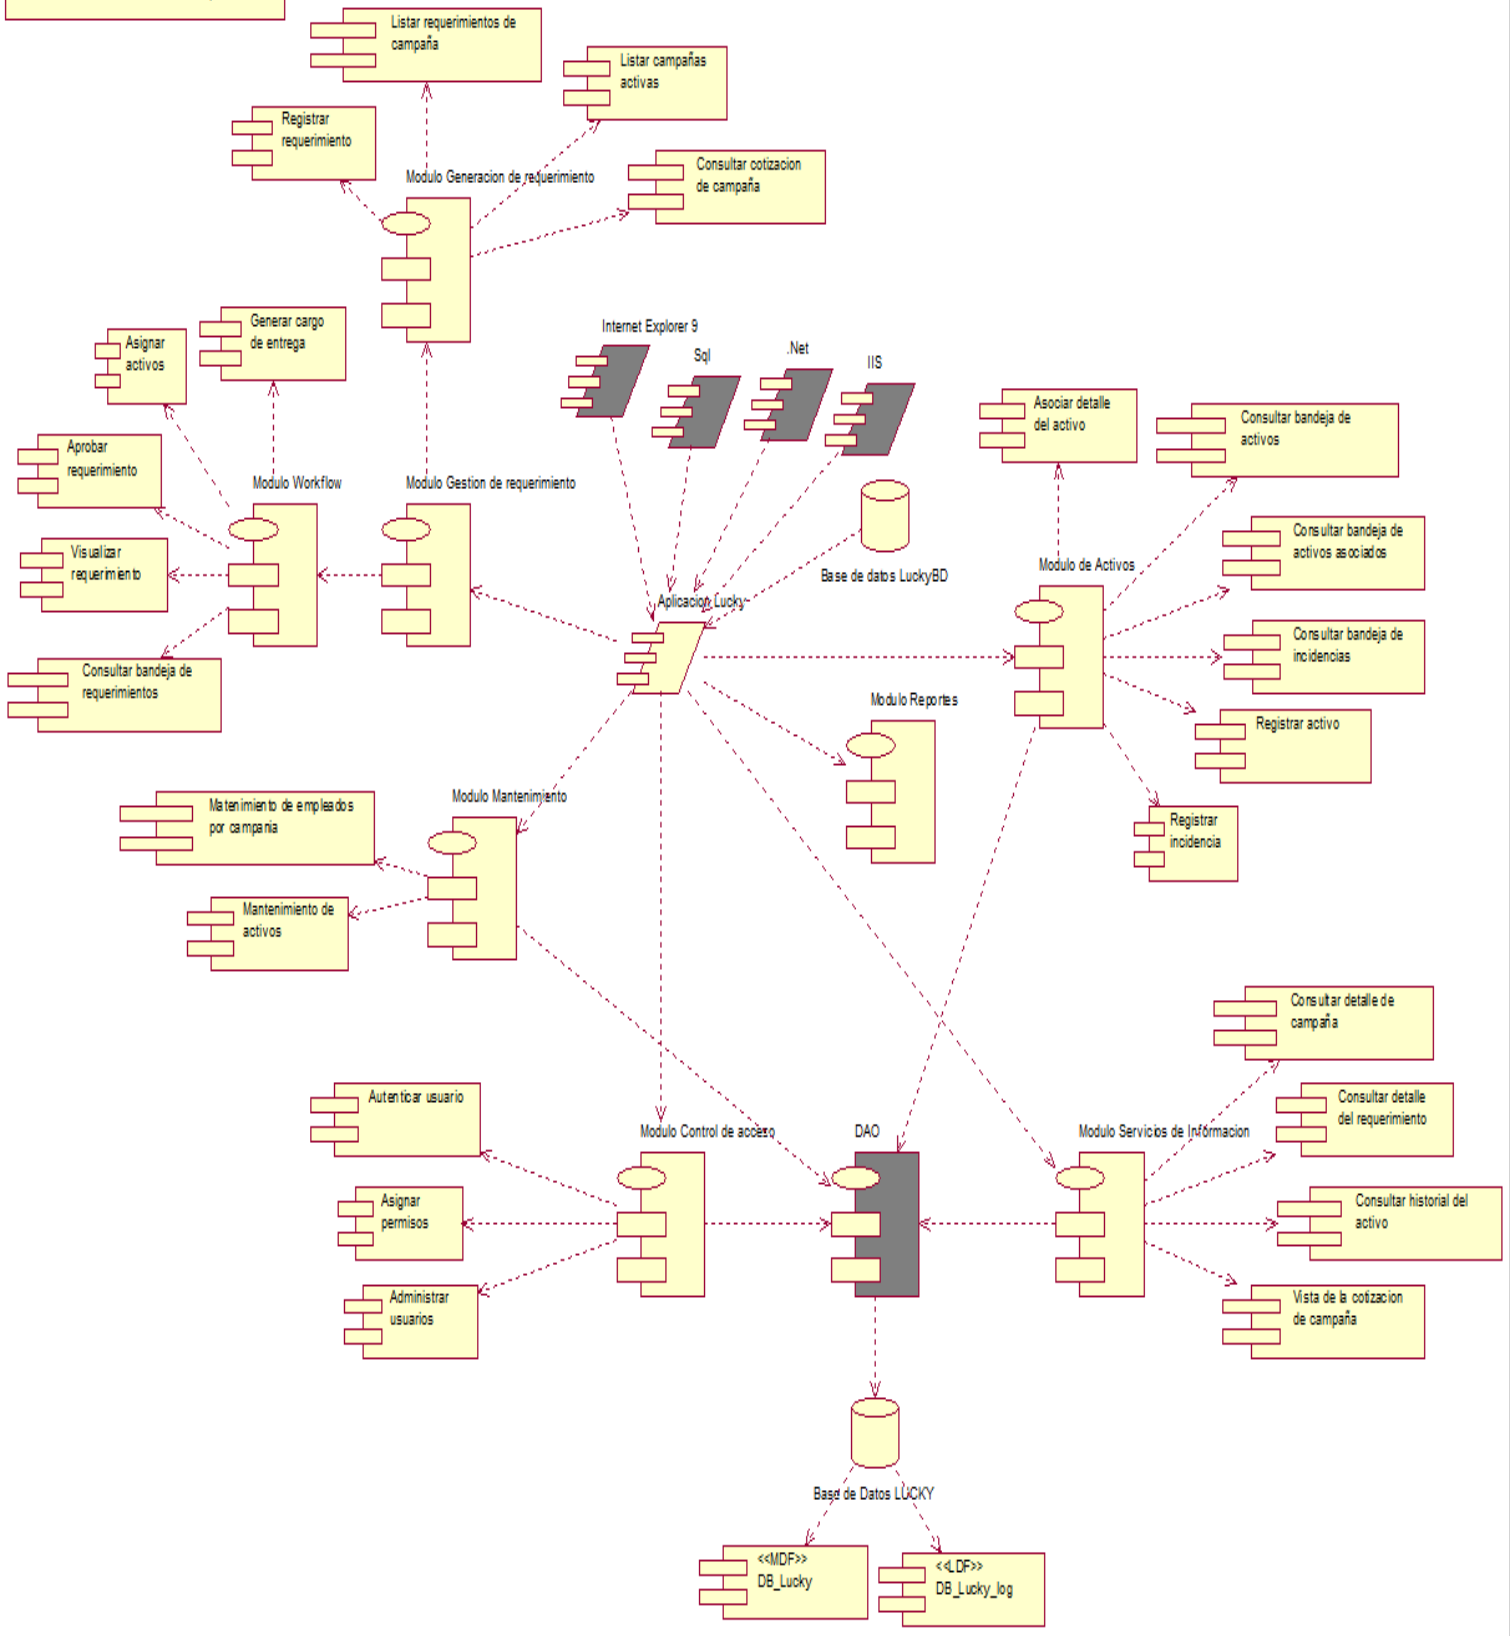 Listar requerimientos de
campaña
Listar campañas
activas
Registrar
requerimiento
Consultar cotizacion
de campaña
Modulo Generacion de requerimiento
Generar cargo
de entrega
Asignar
activos
Internet Explorer 9
Sql
.Net
IIS
Asociar detalle
del activo
Consultar bandeja de
activos
Aprobar
requerimiento
Modulo Workflow
Modulo Gestion de requerimiento
Consultar bandeja de
activos asociados
Visualizar
requerimiento
Base de datos LuckyBD
Modulo de Activos
Aplicacion Lucky
Consultar bandeja de
incidencias
Consultar bandeja de
requerimientos
Modulo Reportes
Registrar activo
Modulo Mantenimiento
Matenimiento de empleados
por campania
Registrar
incidencia
Mantenimiento de
activos
Consultar detalle de
campaña
Autenticar usuario
Consultar detalle
del requerimiento
Modulo Control de acceso
DAO
Modulo Servicios de Informacion
Asignar
permisos
Consultar historial del
activo
Administrar
usuarios
Vista de la cotizacion
de campaña
Base de Datos LUCKY
<<MDF>>
DB_Lucky
<<LDF>>
DB_Lucky_log